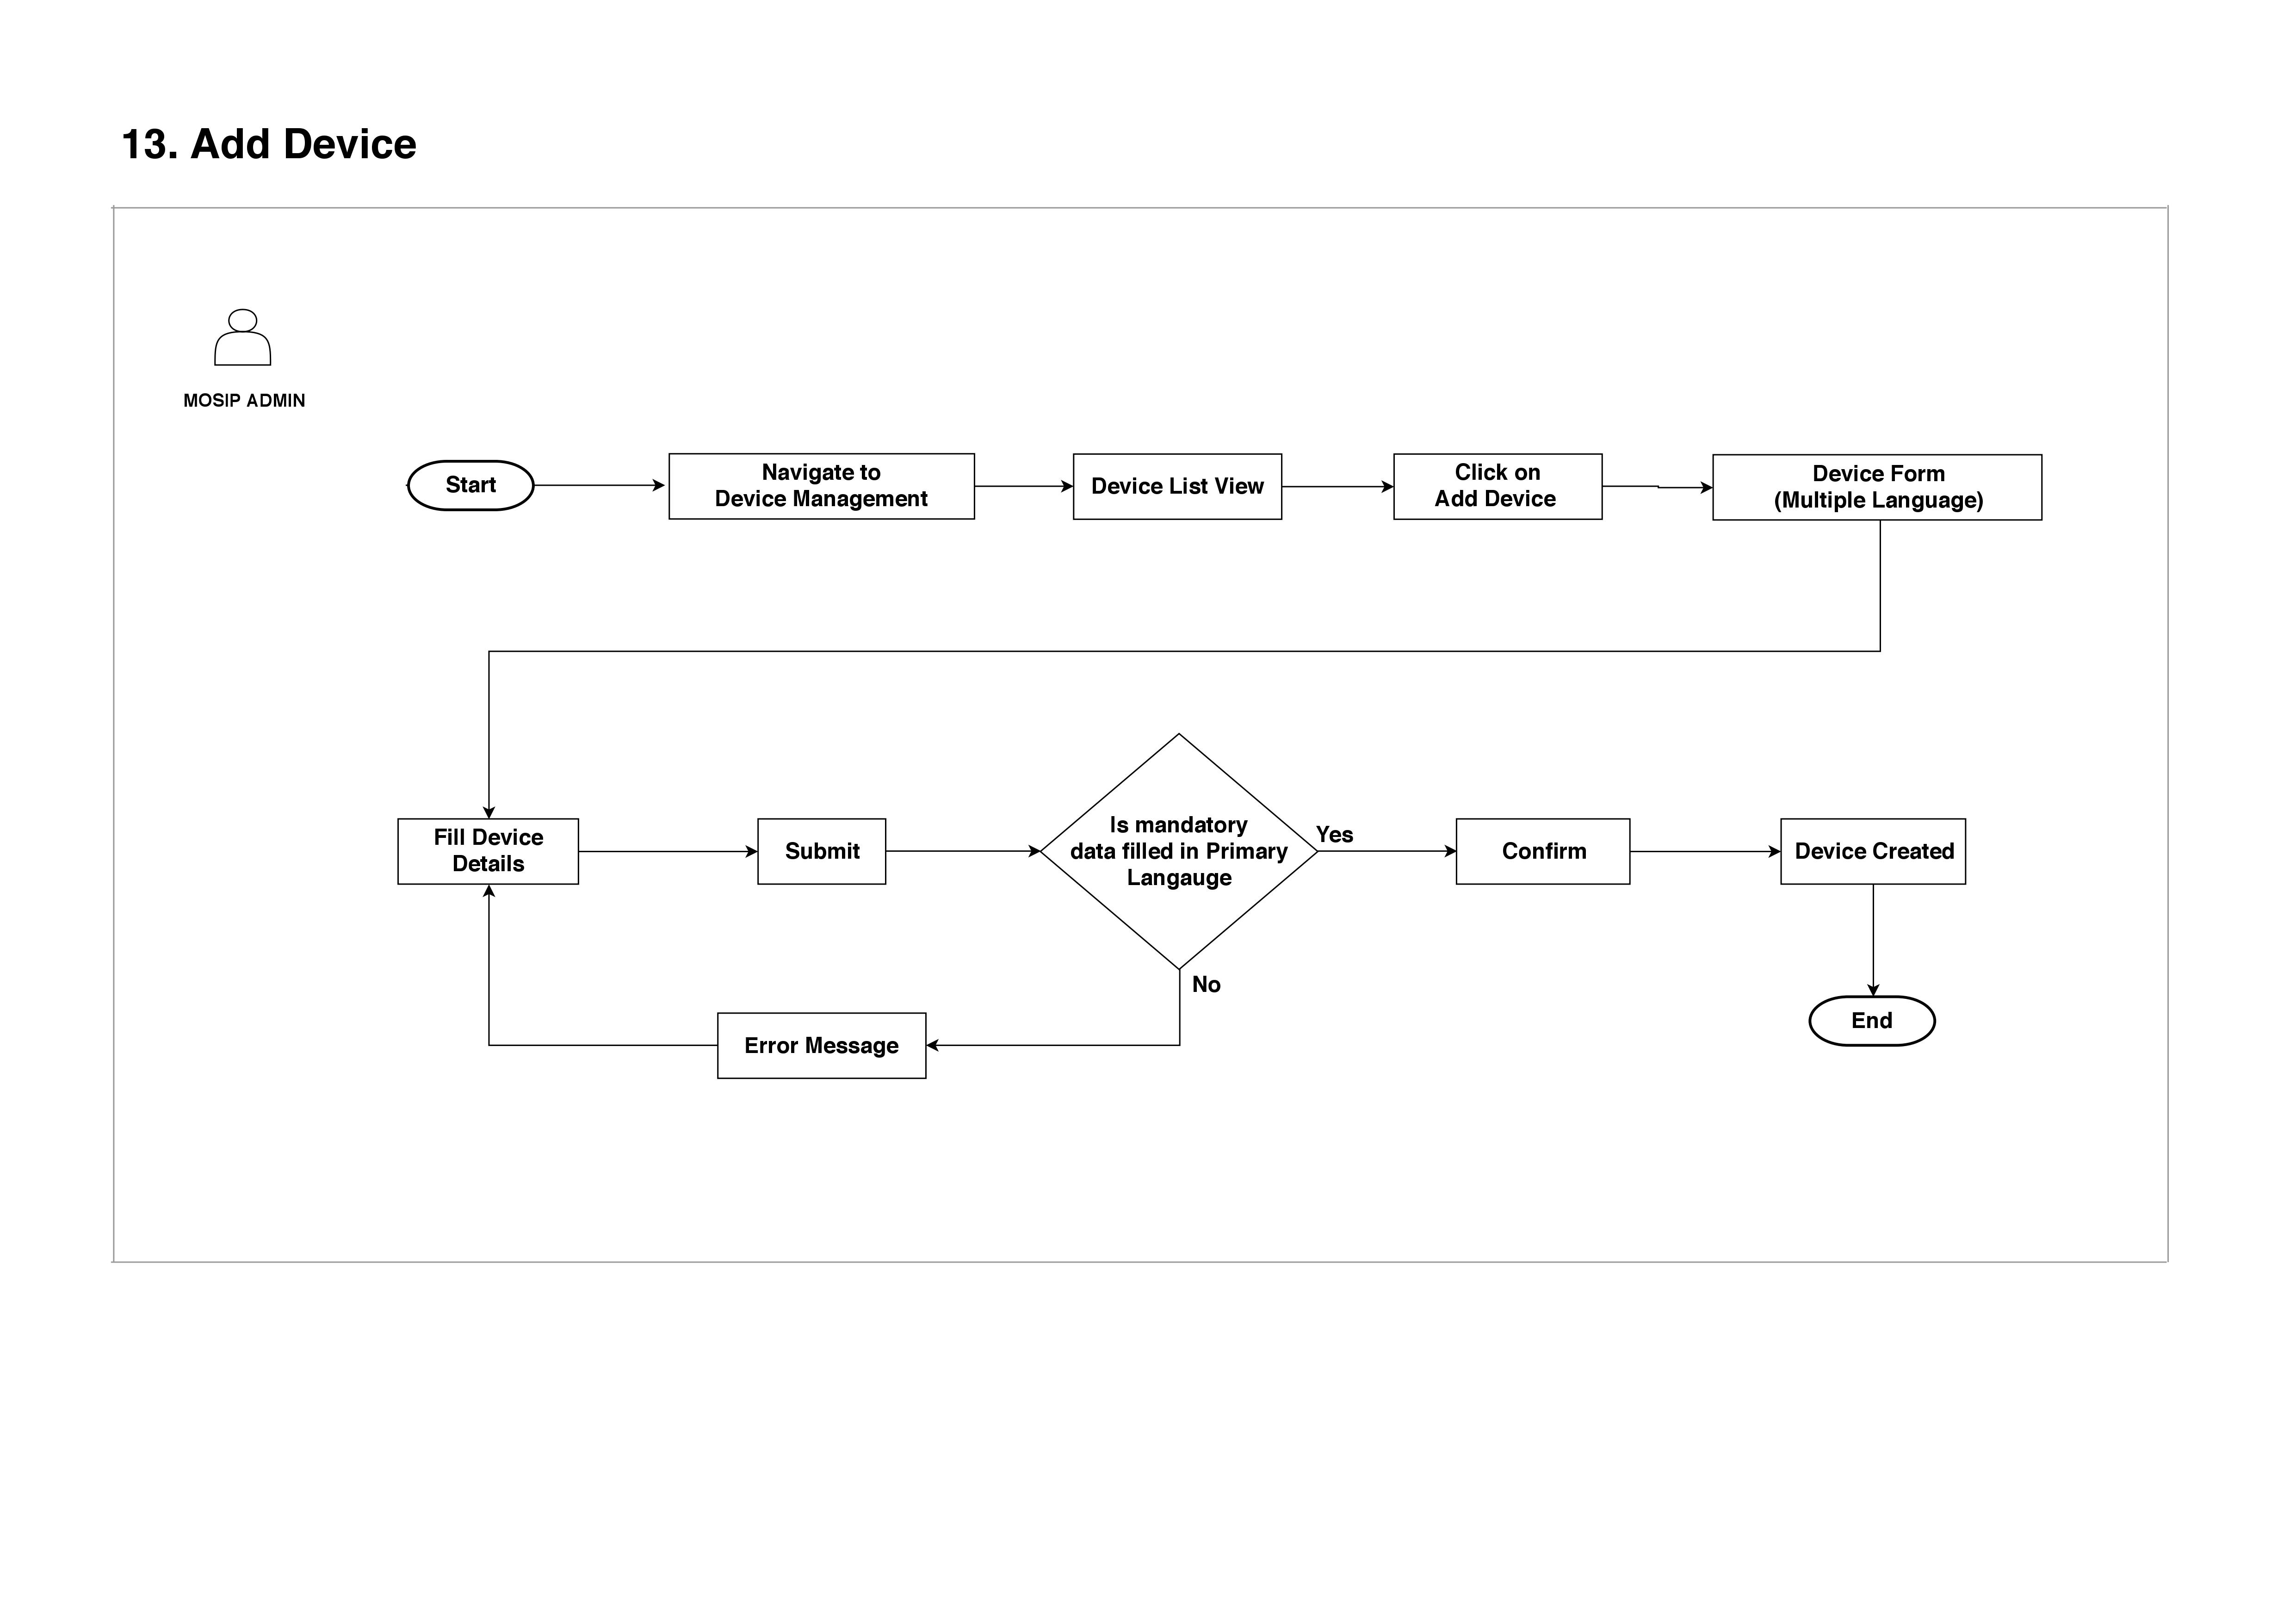 13. Add Device
MOSIP ADMIN
Start
Navigate to
Device Management
Device List View
Click on
Add Device
Device Form
(Multiple Language)
Fill Device
Details
Submit
Is mandatory
data filled in Primary
Langauge
Yes
Confirm
Device Created
No
Error Message
End